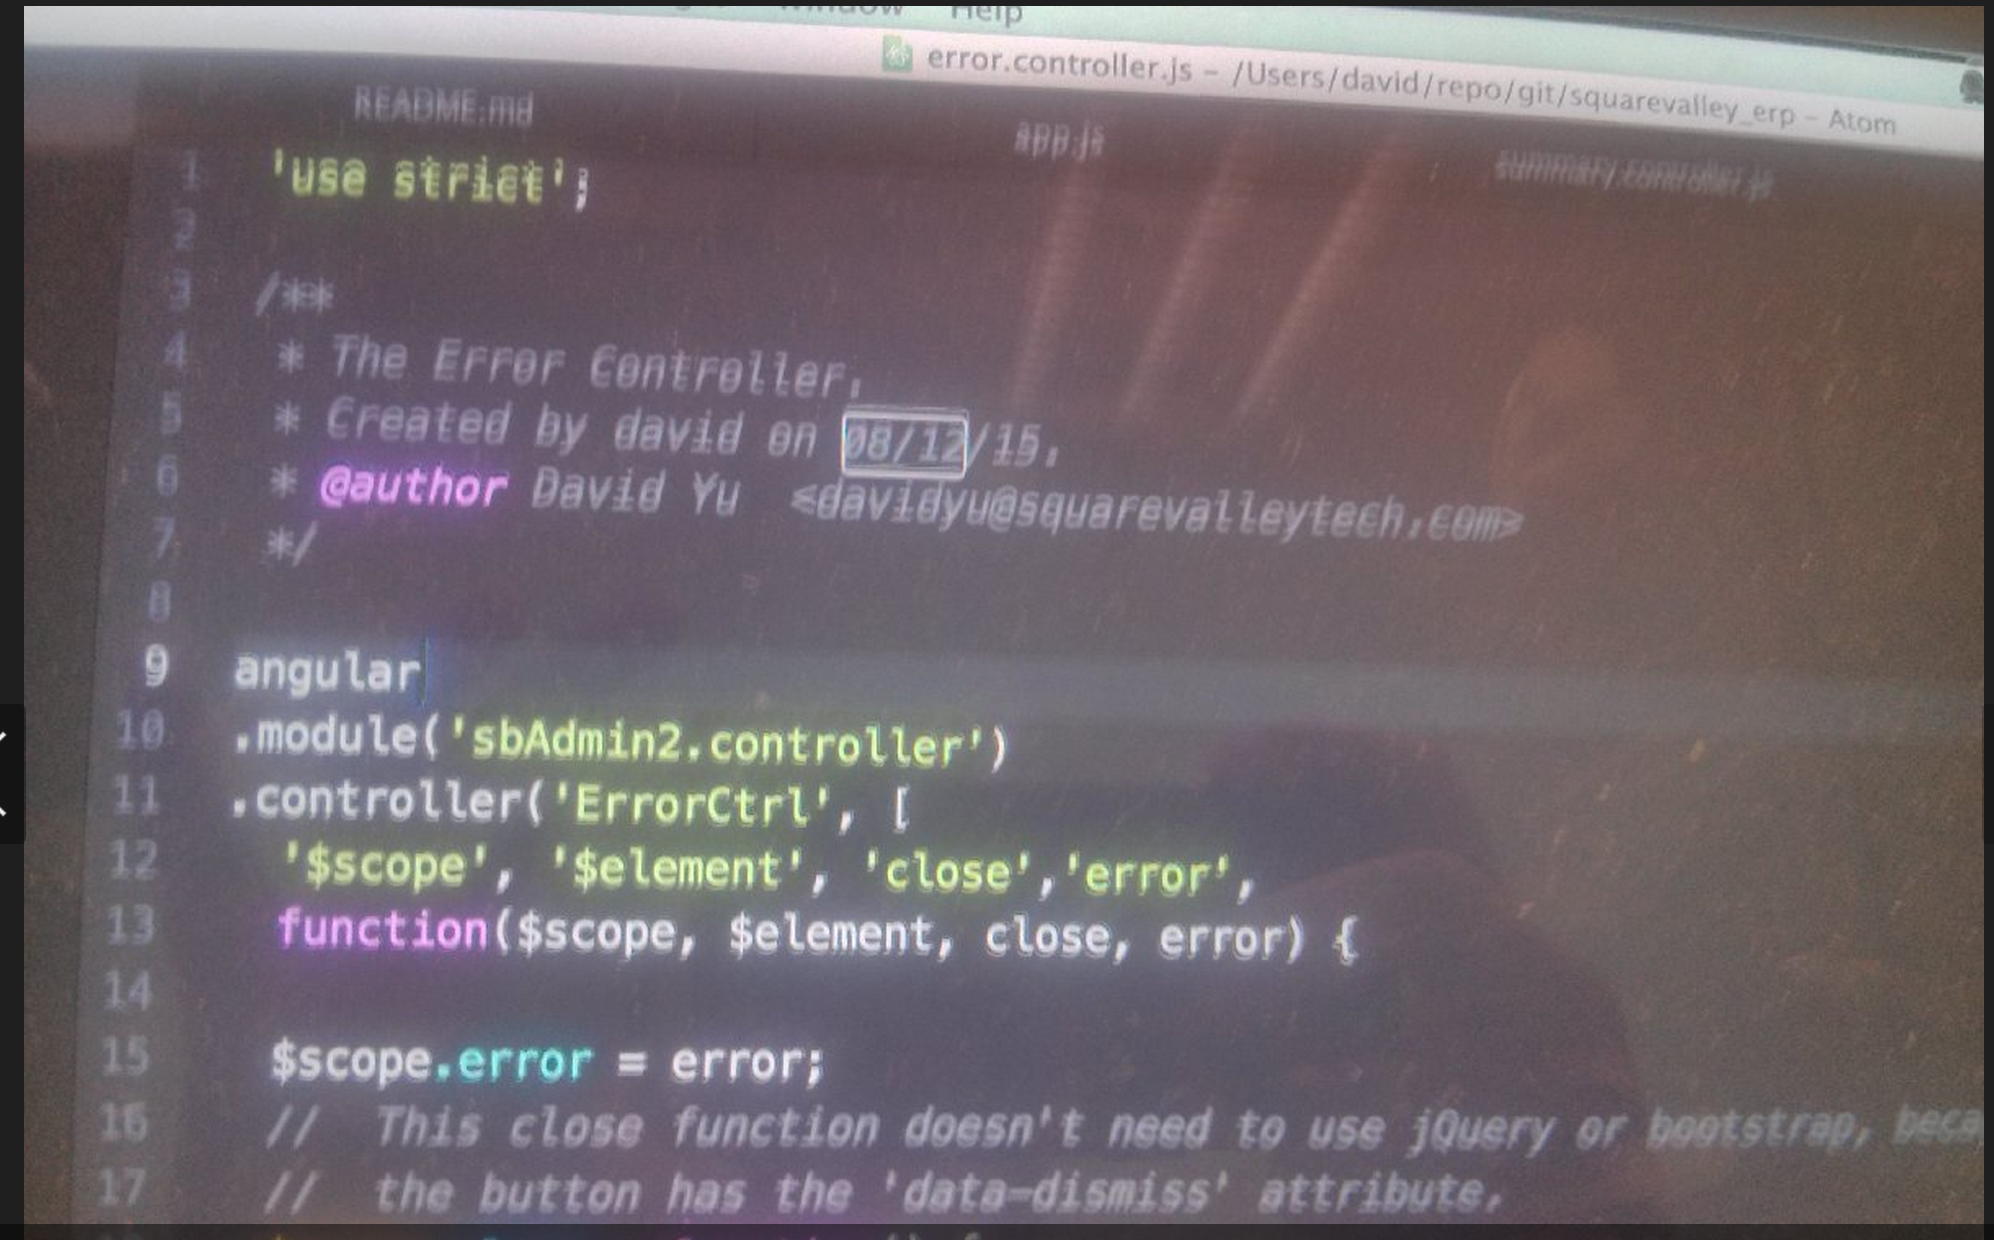 Window Help
error.controller.js – /Users/david/repo/git/squarevalley_erp – Atom
README.md app.js summary.controller.js
1 'use strict';
2
3 /**
4 * The Error Controller.
5 * Created by david on 08/12/15.
6 * @author David Yu <davidyu@squarevalleytech.com>
7 */
8
9 angular
10 .module('sbAdmin2.controller')
11 .controller('ErrorCtrl', [
12 '$scope', '$element', 'close','error',
13 function($scope, $element, close, error) {
14
15 $scope.error = error;
16 // This close function doesn't need to use jQuery or bootstrap, beca
17 // the button has the 'data-dismiss' attribute.